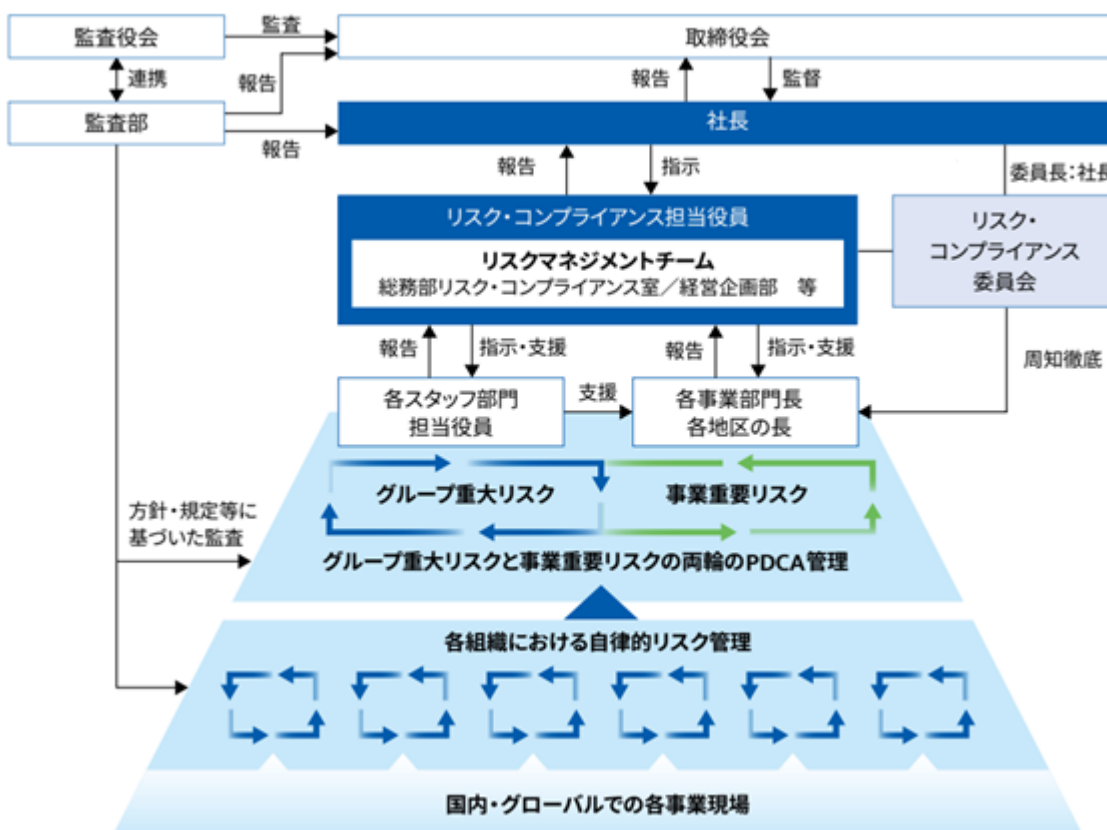 監査役会
監査
取締役会
連携
報告
報告
監督
監査部
報告
社長
報告
指示
委員長:社長
リスク・コンプライアンス担当役員
リスクマネジメントチーム
総務部リスク・コンプライアンス室／経営企画部　等
リスク・
コンプライアンス
委員会
報告
指示・支援
報告
指示・支援
周知徹底
各スタッフ部門
担当役員
支援
各事業部門長
各地区の長
グループ重大リスク
事業重要リスク
方針・規定等に
基づいた監査
グループ重大リスクと事業重要リスクの両輪のPDCA管理
各組織における自律的リスク管理
国内・グローバルでの各事業現場